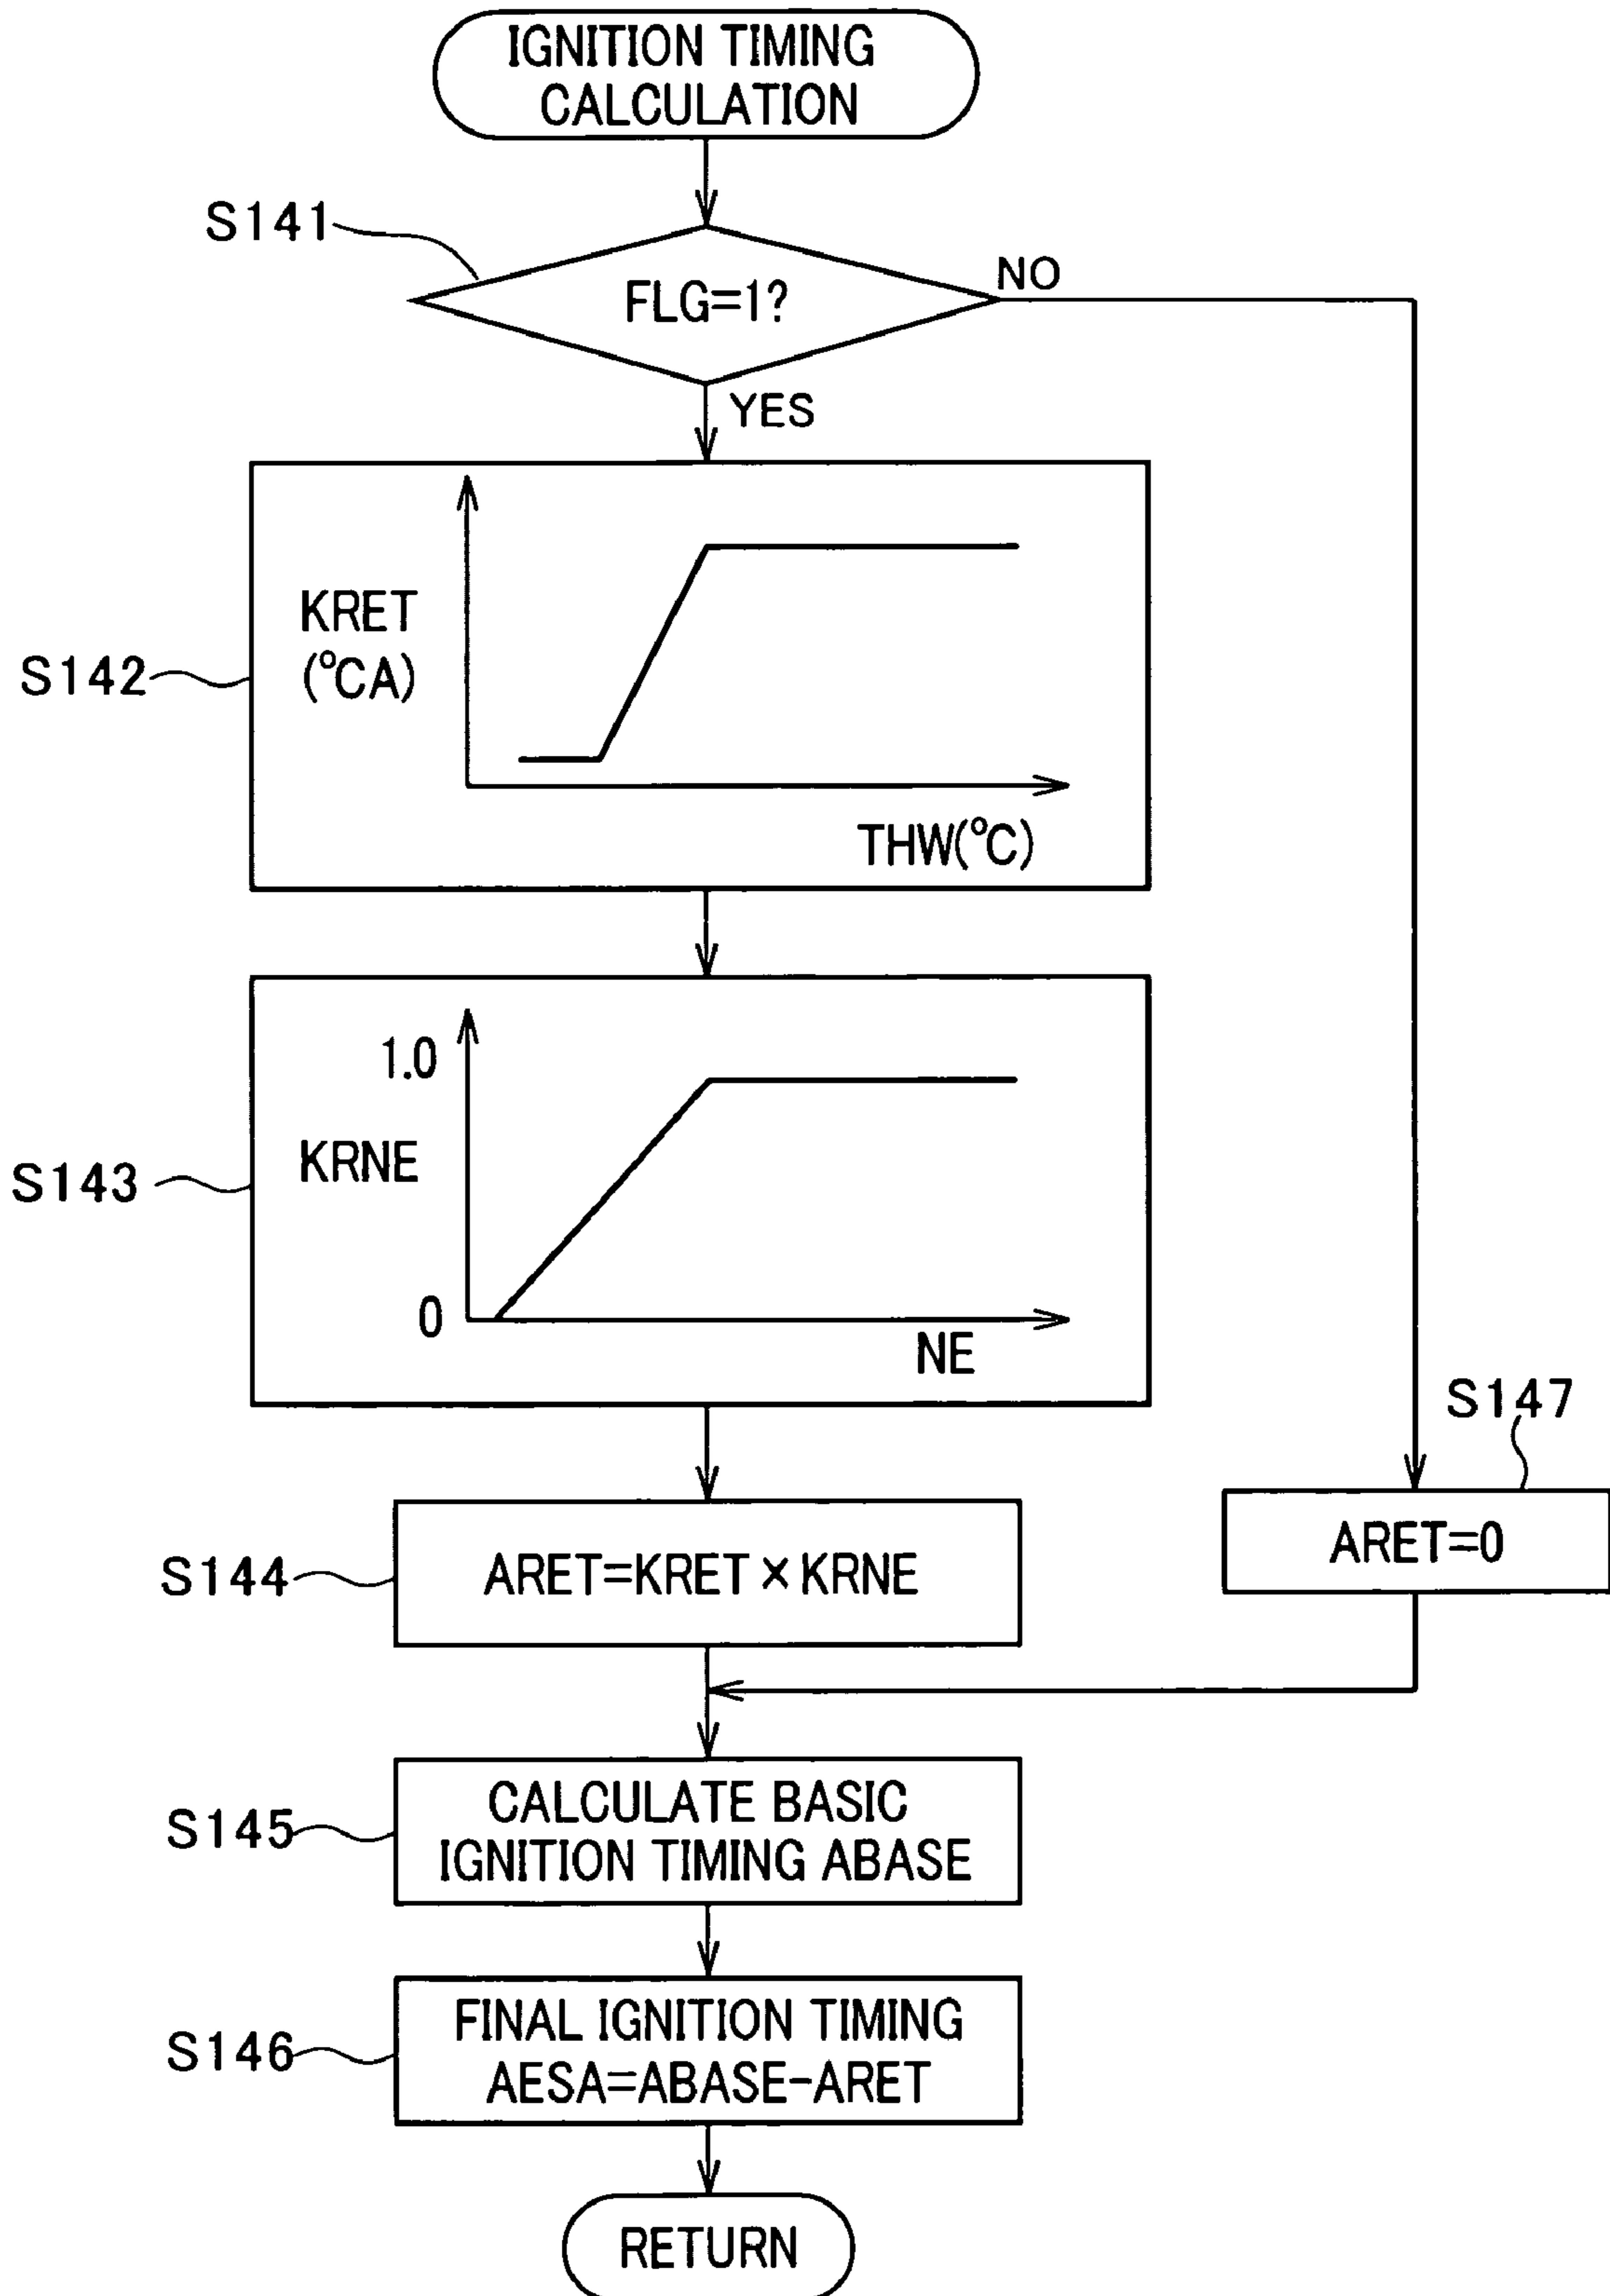 IGNITION TIMING
CALCULATION
S141
FLG=1?
NO
YES
S142
KRET
(°CA)
THW(°C)
S143
1.0
KRNE
0
NE
S144
ARET=KRET×KRNE
S147
ARET=0
S145
CALCULATE BASIC
IGNITION TIMING ABASE
S146
FINAL IGNITION TIMING
AESA=ABASE-ARET
RETURN